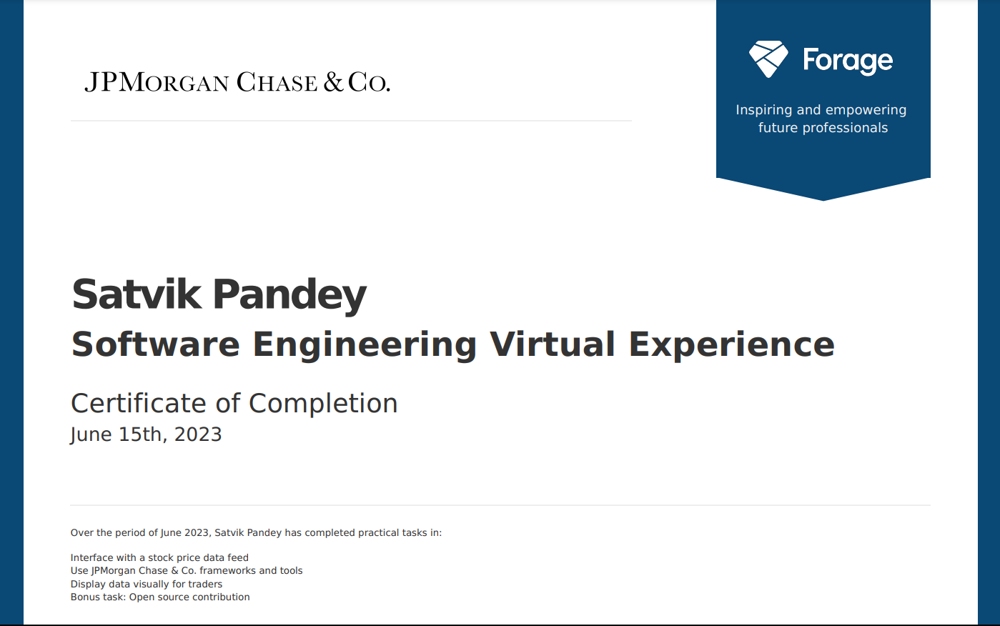 JPMORGAN CHASE & CO.
Forage
Inspiring and empowering
future professionals
Satvik Pandey
Software Engineering Virtual Experience
Certificate of Completion
June 15th, 2023
Over the period of June 2023, Satvik Pandey has completed practical tasks in:
Interface with a stock price data feed
Use JPMorgan Chase & Co. frameworks and tools
Display data visually for traders
Bonus task: Open source contribution